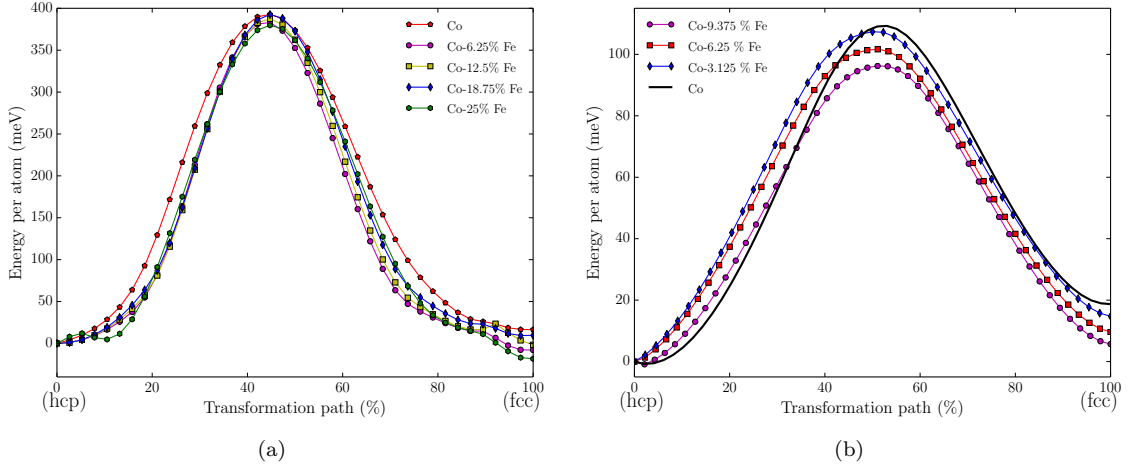 400
350
300
250
200
150
100
50
0
Energy per atom (meV)
Co
Co-6.25% Fe
Co-12.5% Fe
Co-18.75% Fe
Co-25% Fe
0 20 40 60 80 100
(hcp) Transformation path (%) (fcc)
(a)
100
80
60
40
20
0
Energy per atom (meV)
Co-9.375 % Fe
Co-6.25 % Fe
Co-3.125 % Fe
Co
0 20 40 60 80 100
(hcp) Transformation path (%) (fcc)
(b)